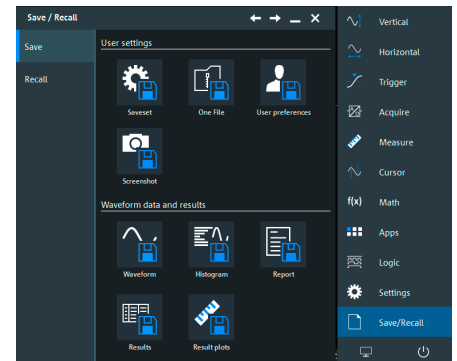 Save / Recall
Save
Recall
User settings
Saveset
One File
User preferences
Screenshot
Waveform data and results
Waveform
Histogram
Report
Results
Result plots
Vertical
Horizontal
Trigger
Acquire
Measure
Cursor
f(x) Math
Apps
Logic
Settings
Save/Recall